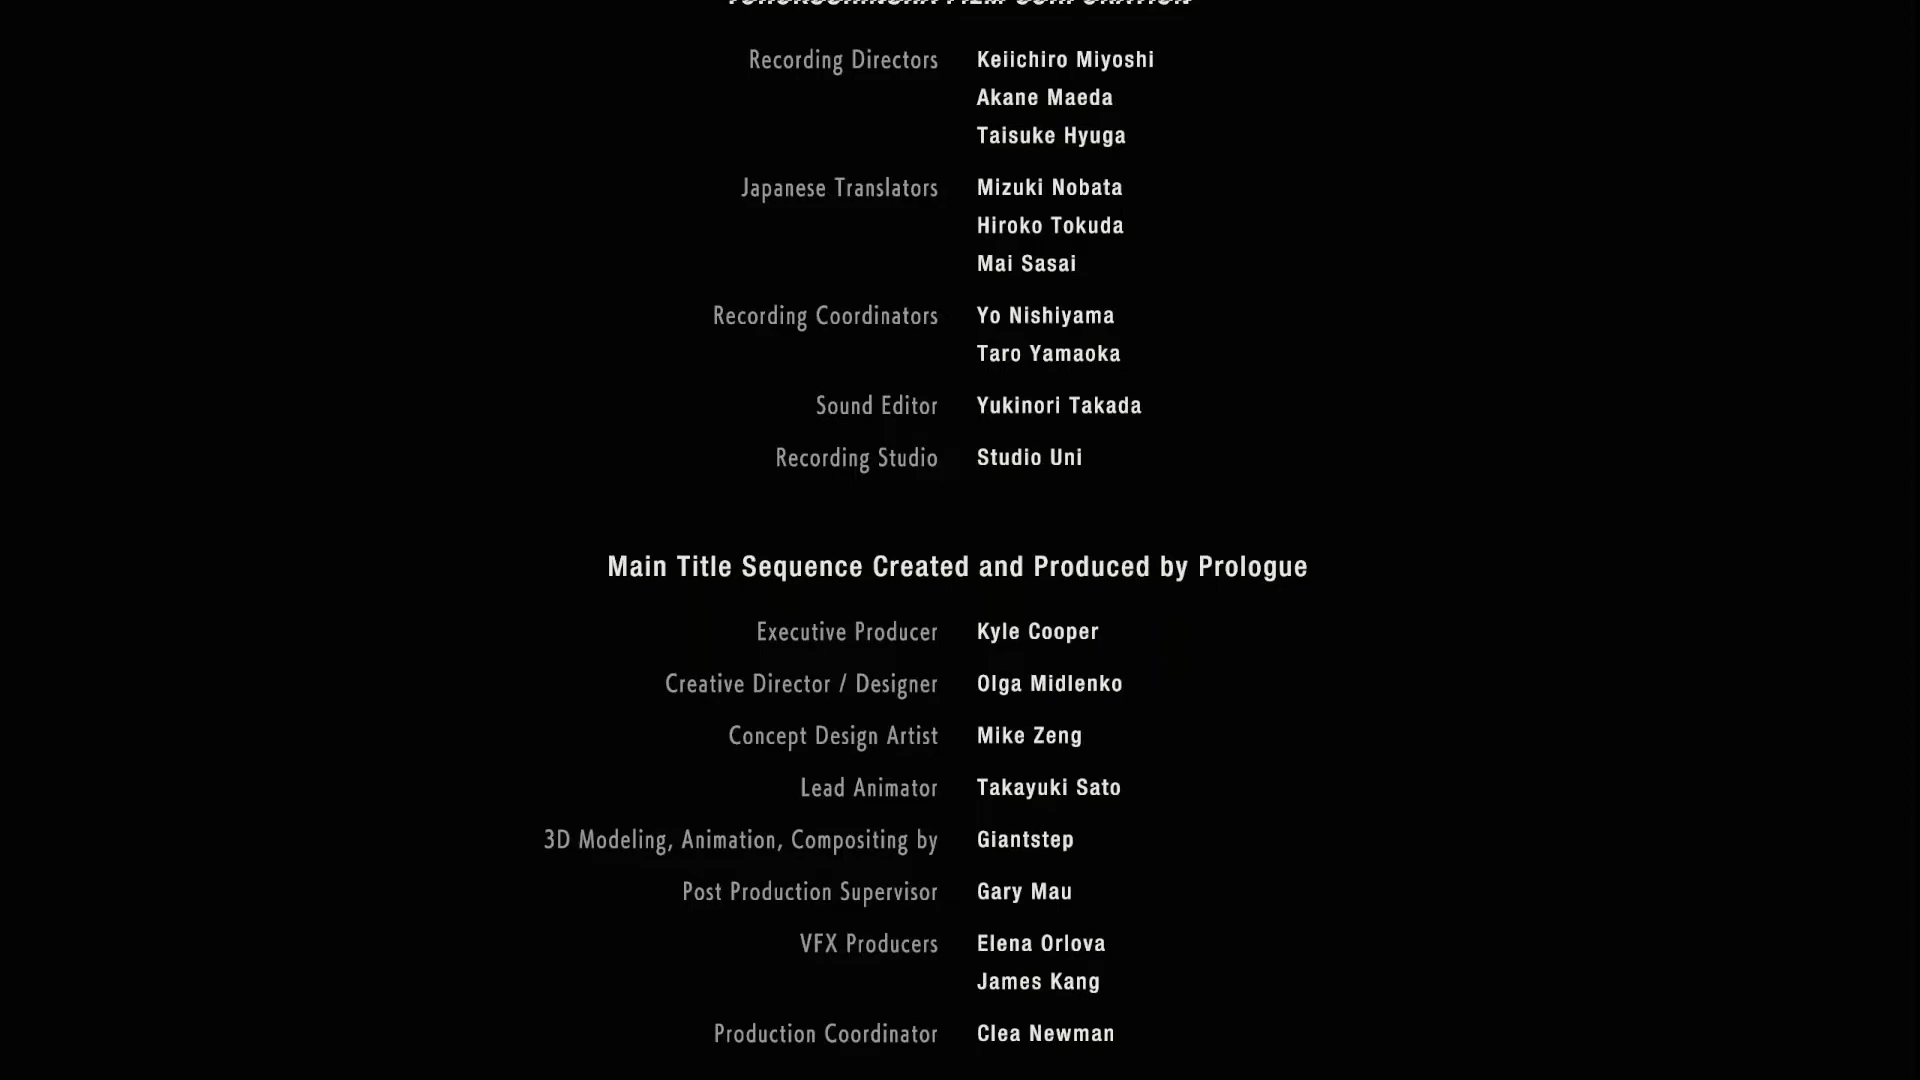 FILM CORPORATION
Recording Directors Keiichiro Miyoshi
Akane Maeda
Taisuke Hyuga
Japanese Translators Mizuki Nobata
Hiroko Tokuda
Mai Sasai
Recording Coordinators Yo Nishiyama
Taro Yamaoka
Sound Editor Yukinori Takada
Recording Studio Studio Uni
Main Title Sequence Created and Produced by Prologue
Executive Producer Kyle Cooper
Creative Director / Designer Olga Midlenko
Concept Design Artist Mike Zeng
Lead Animator Takayuki Sato
3D Modeling, Animation, Compositing by Giantstep
Post Production Supervisor Gary Mau
VFX Producers Elena Orlova
James Kang
Production Coordinator Clea Newman